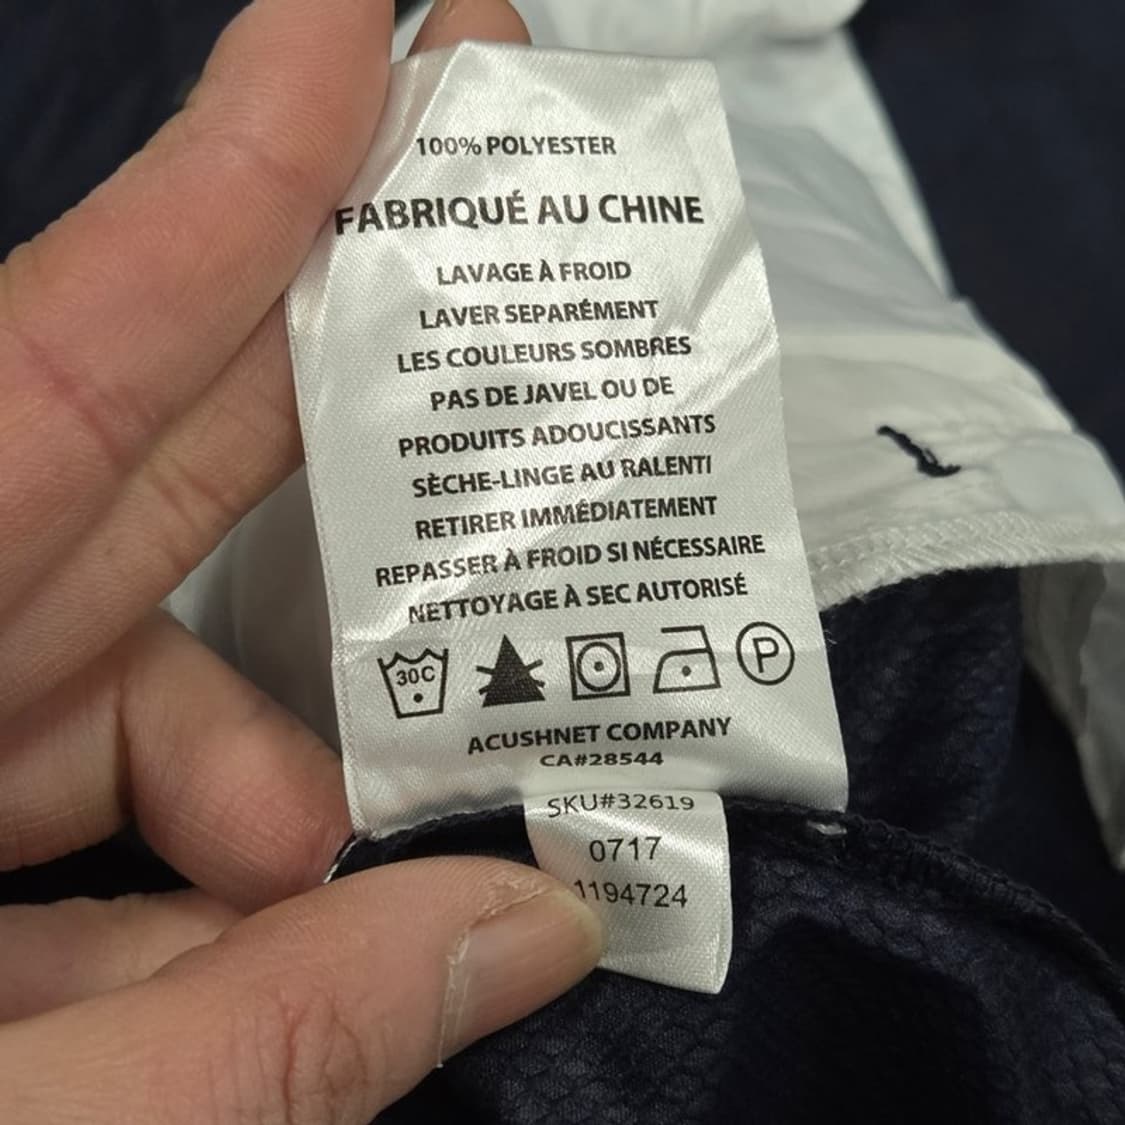 100% POLYESTER
FABRIQUÉ AU CHINE
LAVAGE À FROID
LAVER SEPARÉMENT
LES COULEURS SOMBRES
PAS DE JAVEL OU DE
PRODUITS ADOUCISSANTS
SÈCHE-LINGE AU RALENTI
RETIRER IMMÉDIATEMENT
REPASSER À FROID SI NÉCESSAIRE
NETTOYAGE À SEC AUTORISÉ
30C P
ACUSHNET COMPANY
CA#28544
SKU#32619
0717
1194724